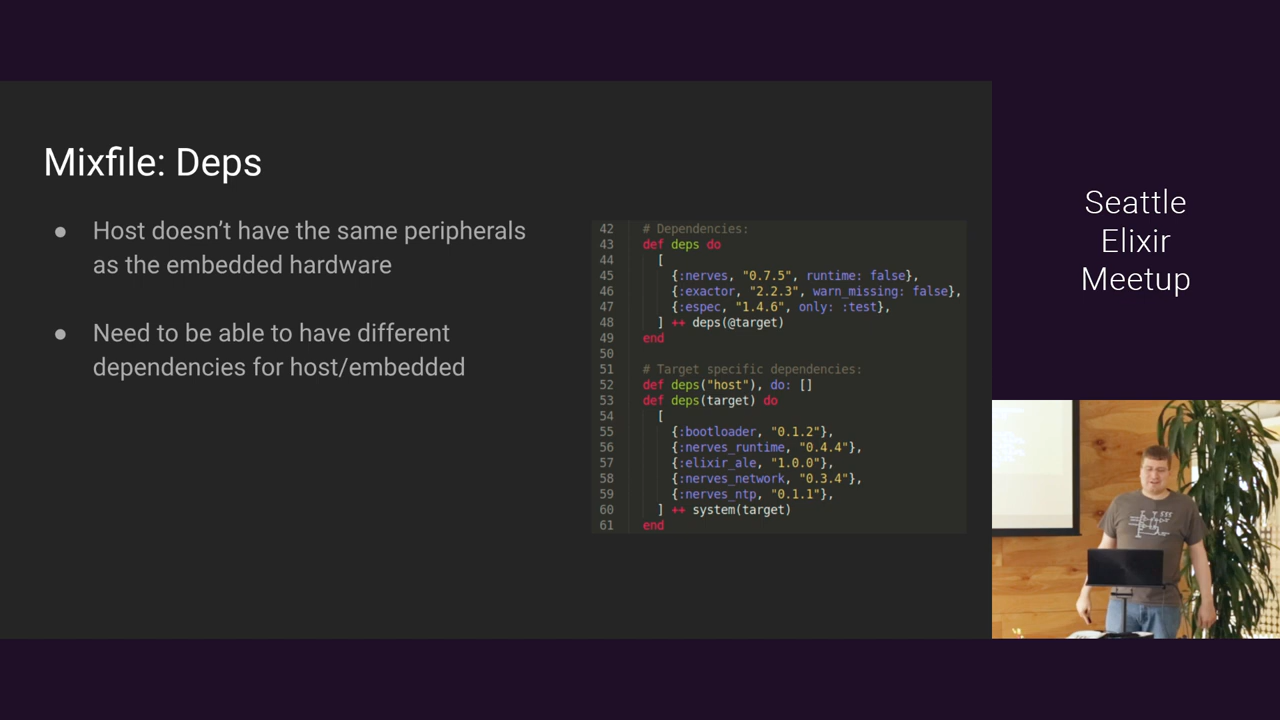 Mixfile: Deps
● Host doesn’t have the same peripherals
as the embedded hardware
● Need to be able to have different
dependencies for host/embedded
42 # Dependencies:
43 def deps do
44 [
45 {:nerves, "0.7.5", runtime: false},
46 {:exactor, "2.2.3", warn_missing: false},
47 {:espec, "1.4.6", only: :test},
48 ] ++ deps(@target)
49 end
50
51 # Target specific dependencies:
52 def deps("host"), do: []
53 def deps(target) do
54 [
55 {:bootloader, "0.1.2"},
56 {:nerves_runtime, "0.4.4"},
57 {:elixir_ale, "1.0.0"},
58 {:nerves_network, "0.3.4"},
59 {:nerves_ntp, "0.1.1"},
60 ] ++ system(target)
61 end
Seattle
Elixir
Meetup